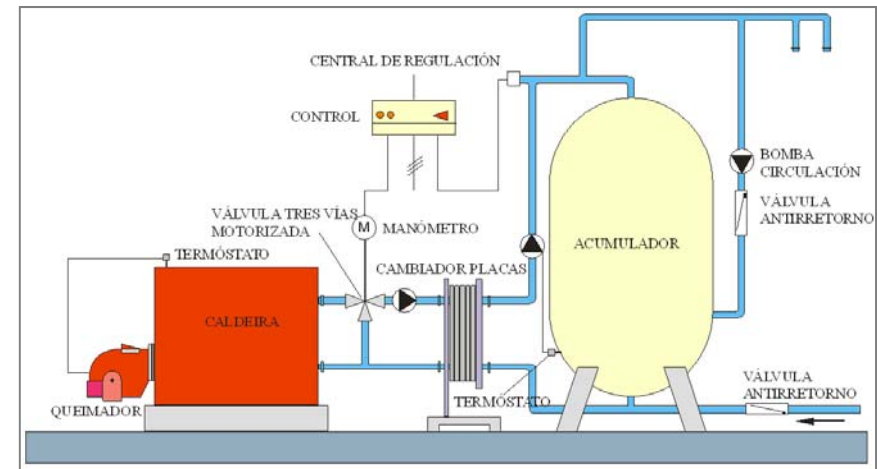 CENTRAL DE REGULACIÓN
CONTROL
BOMBA
CIRCULACIÓN
VÁLVULA
ANTIRRETORNO
VÁLVULA TRES VÍAS
MOTORIZADA
M
MANÓMETRO
ACUMULADOR
TERMÓSTATO
CAMBIADOR PLACAS
CALDEIRA
VÁLVULA
ANTIRRETORNO
TERMÓSTATO
QUEIMADOR